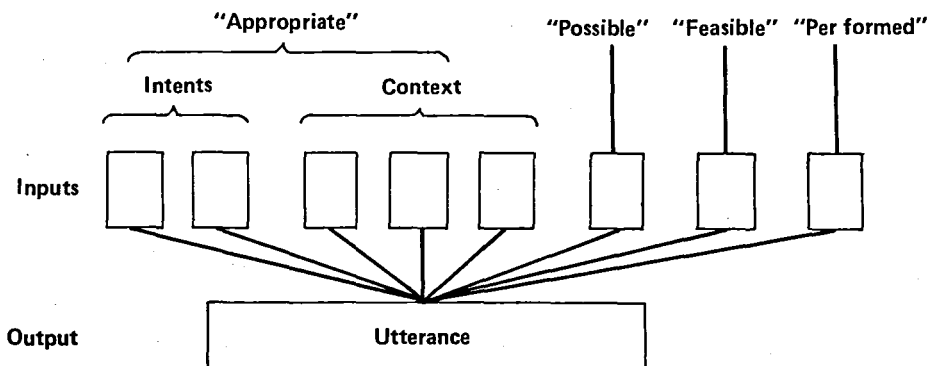 “Appropriate”
“Possible” “Feasible” “Per formed”
Intents Context
Inputs
Output Utterance